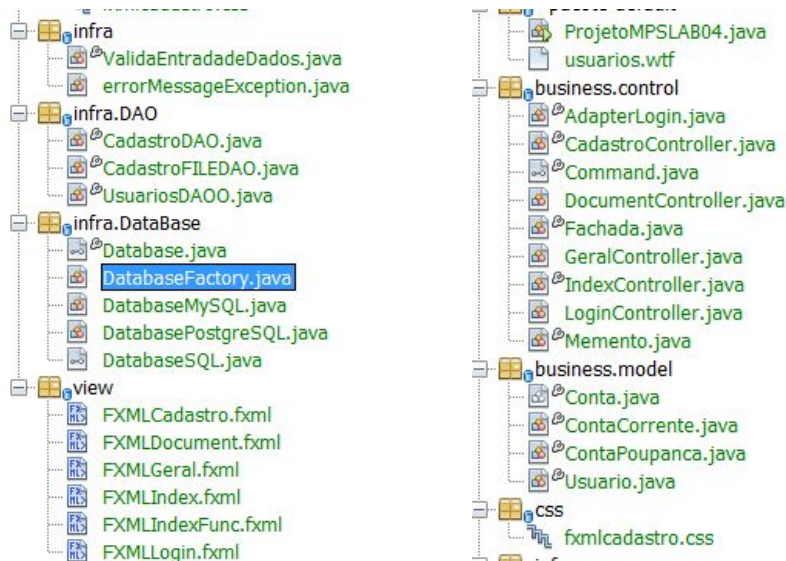 infra
ValidaEntradadeDados.java
errorMessageException.java
infra.DAO
CadastroDAO.java
CadastroFILEDAO.java
UsuariosDAOO.java
infra.DataBase
Database.java
DatabaseFactory.java
DatabaseMySQL.java
DatabasePostgreSQL.java
DatabaseSQL.java
view
FXMLCadastro.fxml
FXMLDocument.fxml
FXMLGeral.fxml
FXMLIndex.fxml
FXMLIndexFunc.fxml
FXMLLogin.fxml
ProjetoMPSLAB04.java
usuarios.wtf
business.control
AdapterLogin.java
CadastroController.java
Command.java
DocumentController.java
Fachada.java
GeralController.java
IndexController.java
LoginController.java
Memento.java
business.model
Conta.java
ContaCorrente.java
ContaPoupanca.java
Usuario.java
css
fxmlcadastro.css